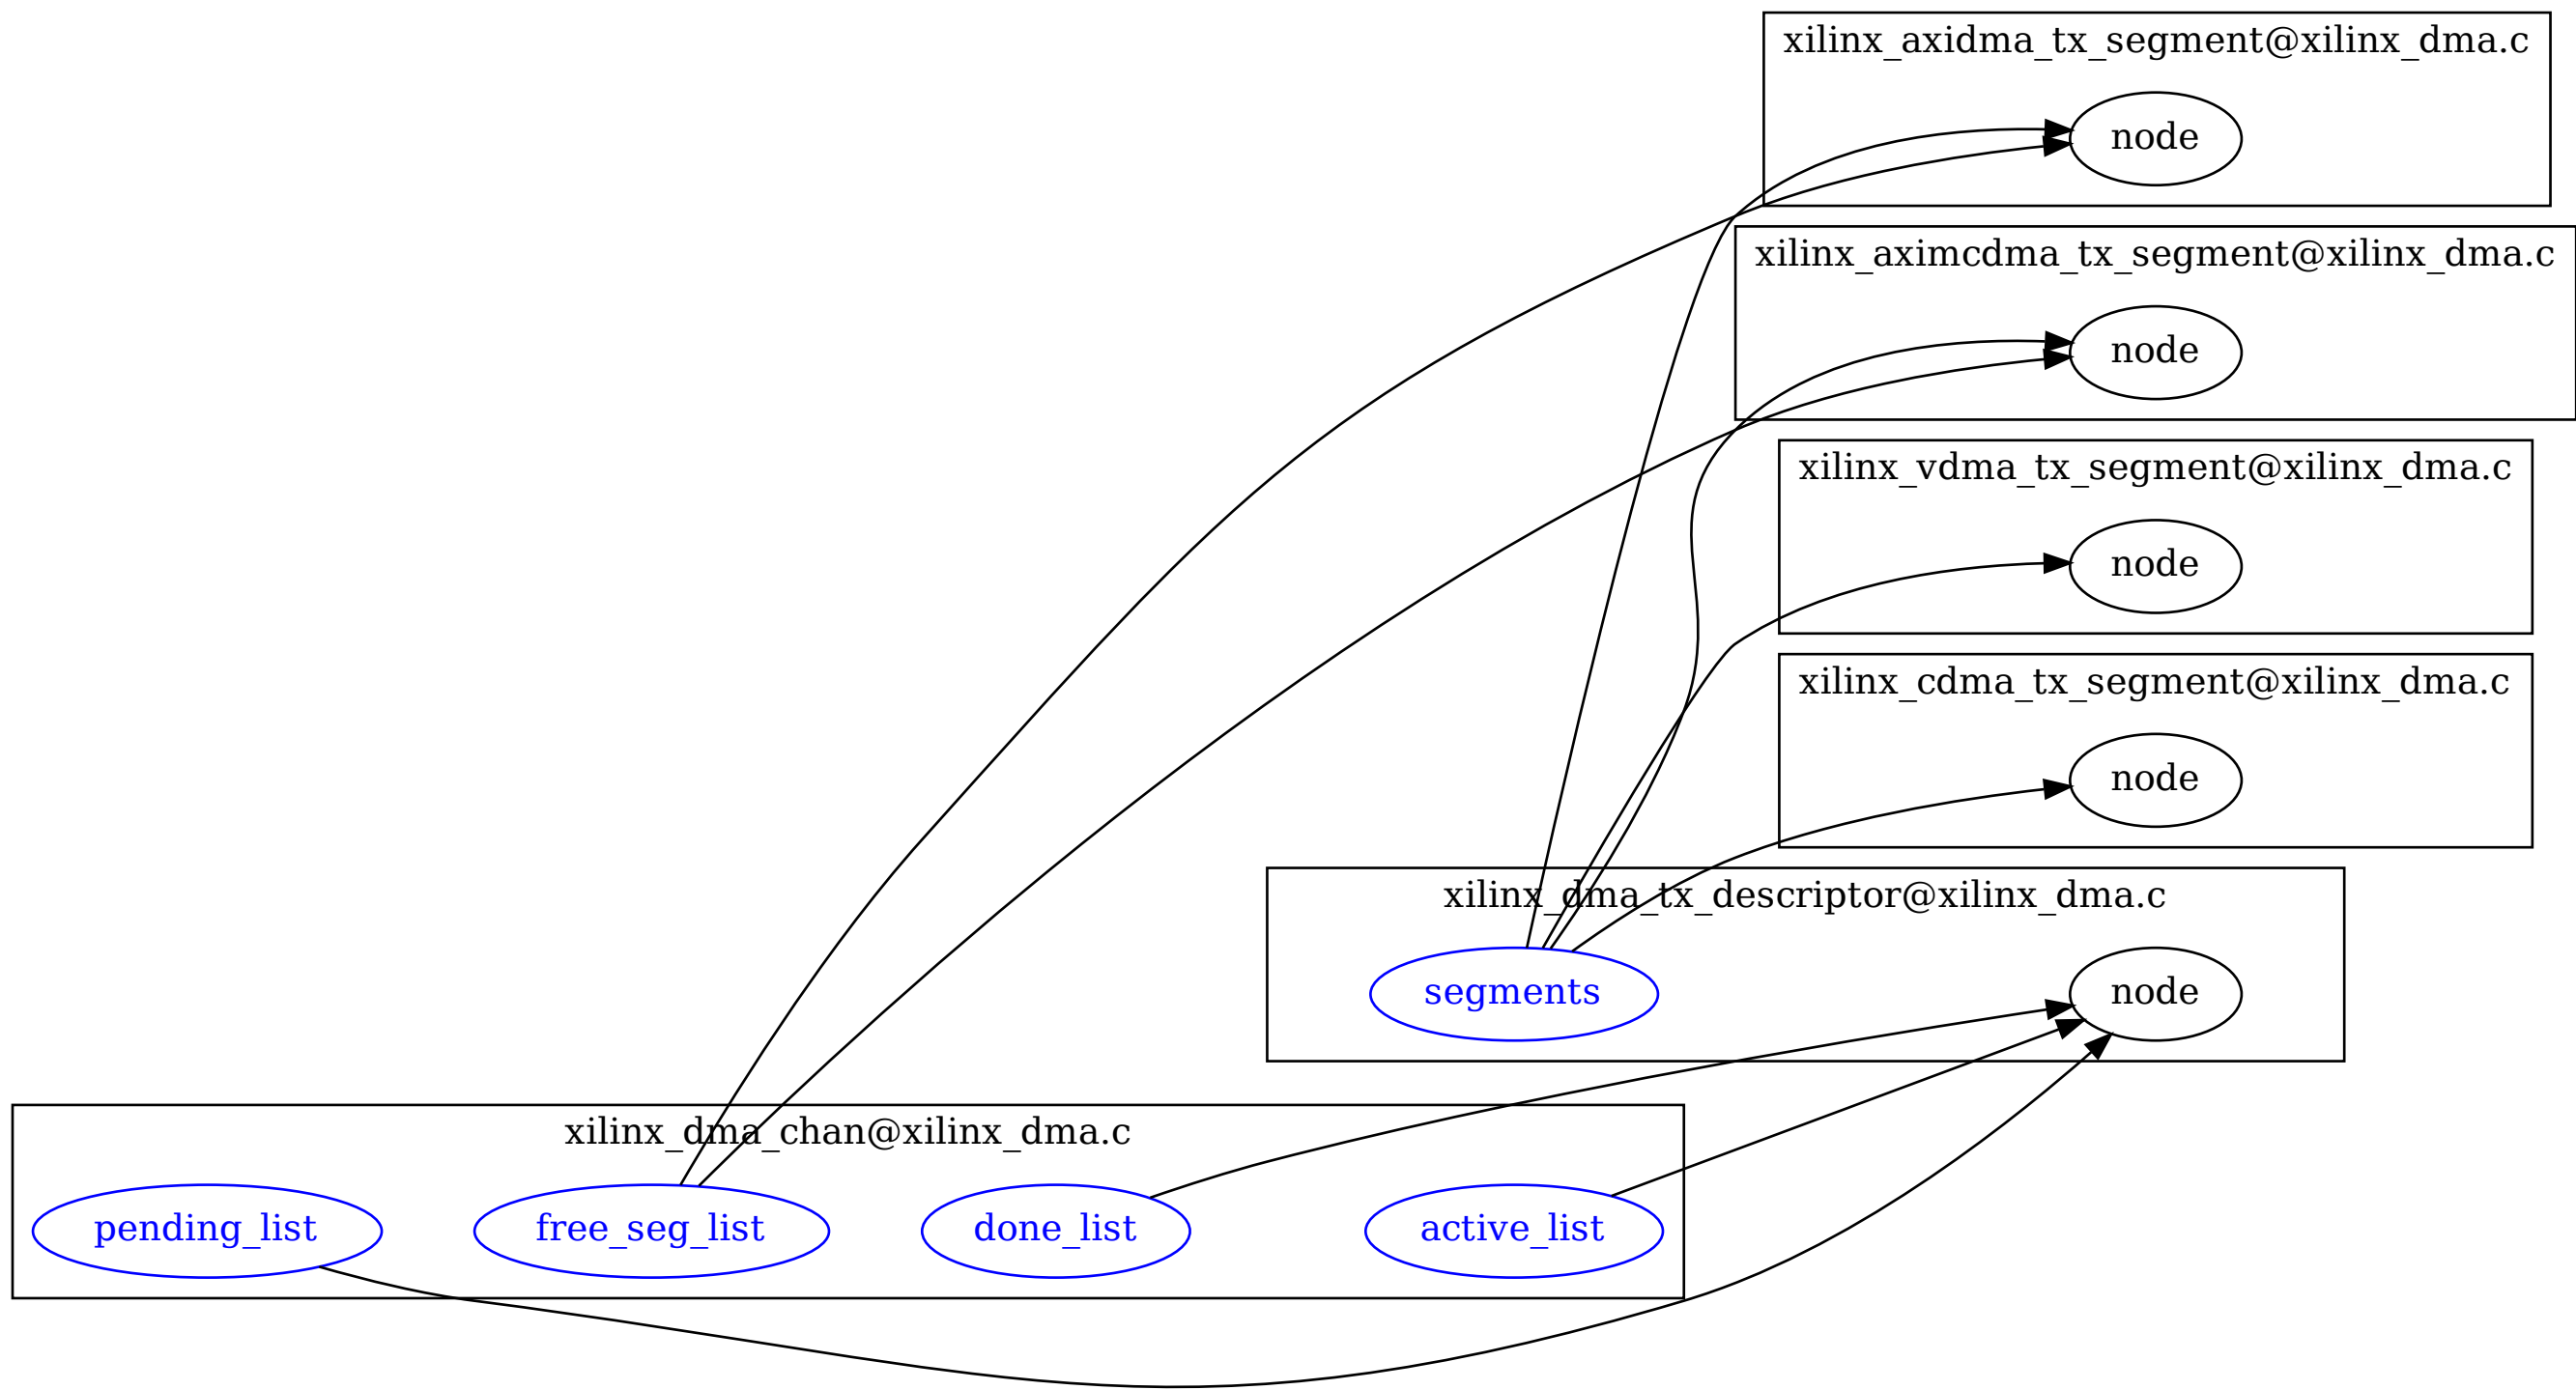 xilinx_axidma_tx_segment@xilinx_dma.c
node
xilinx_aximcdma_tx_segment@xilinx_dma.c
node
xilinx_vdma_tx_segment@xilinx_dma.c
node
xilinx_cdma_tx_segment@xilinx_dma.c
node
xilinx_dma_tx_descriptor@xilinx_dma.c
segments
node
xilinx_dma_chan@xilinx_dma.c
pending_list
free_seg_list
done_list
active_list